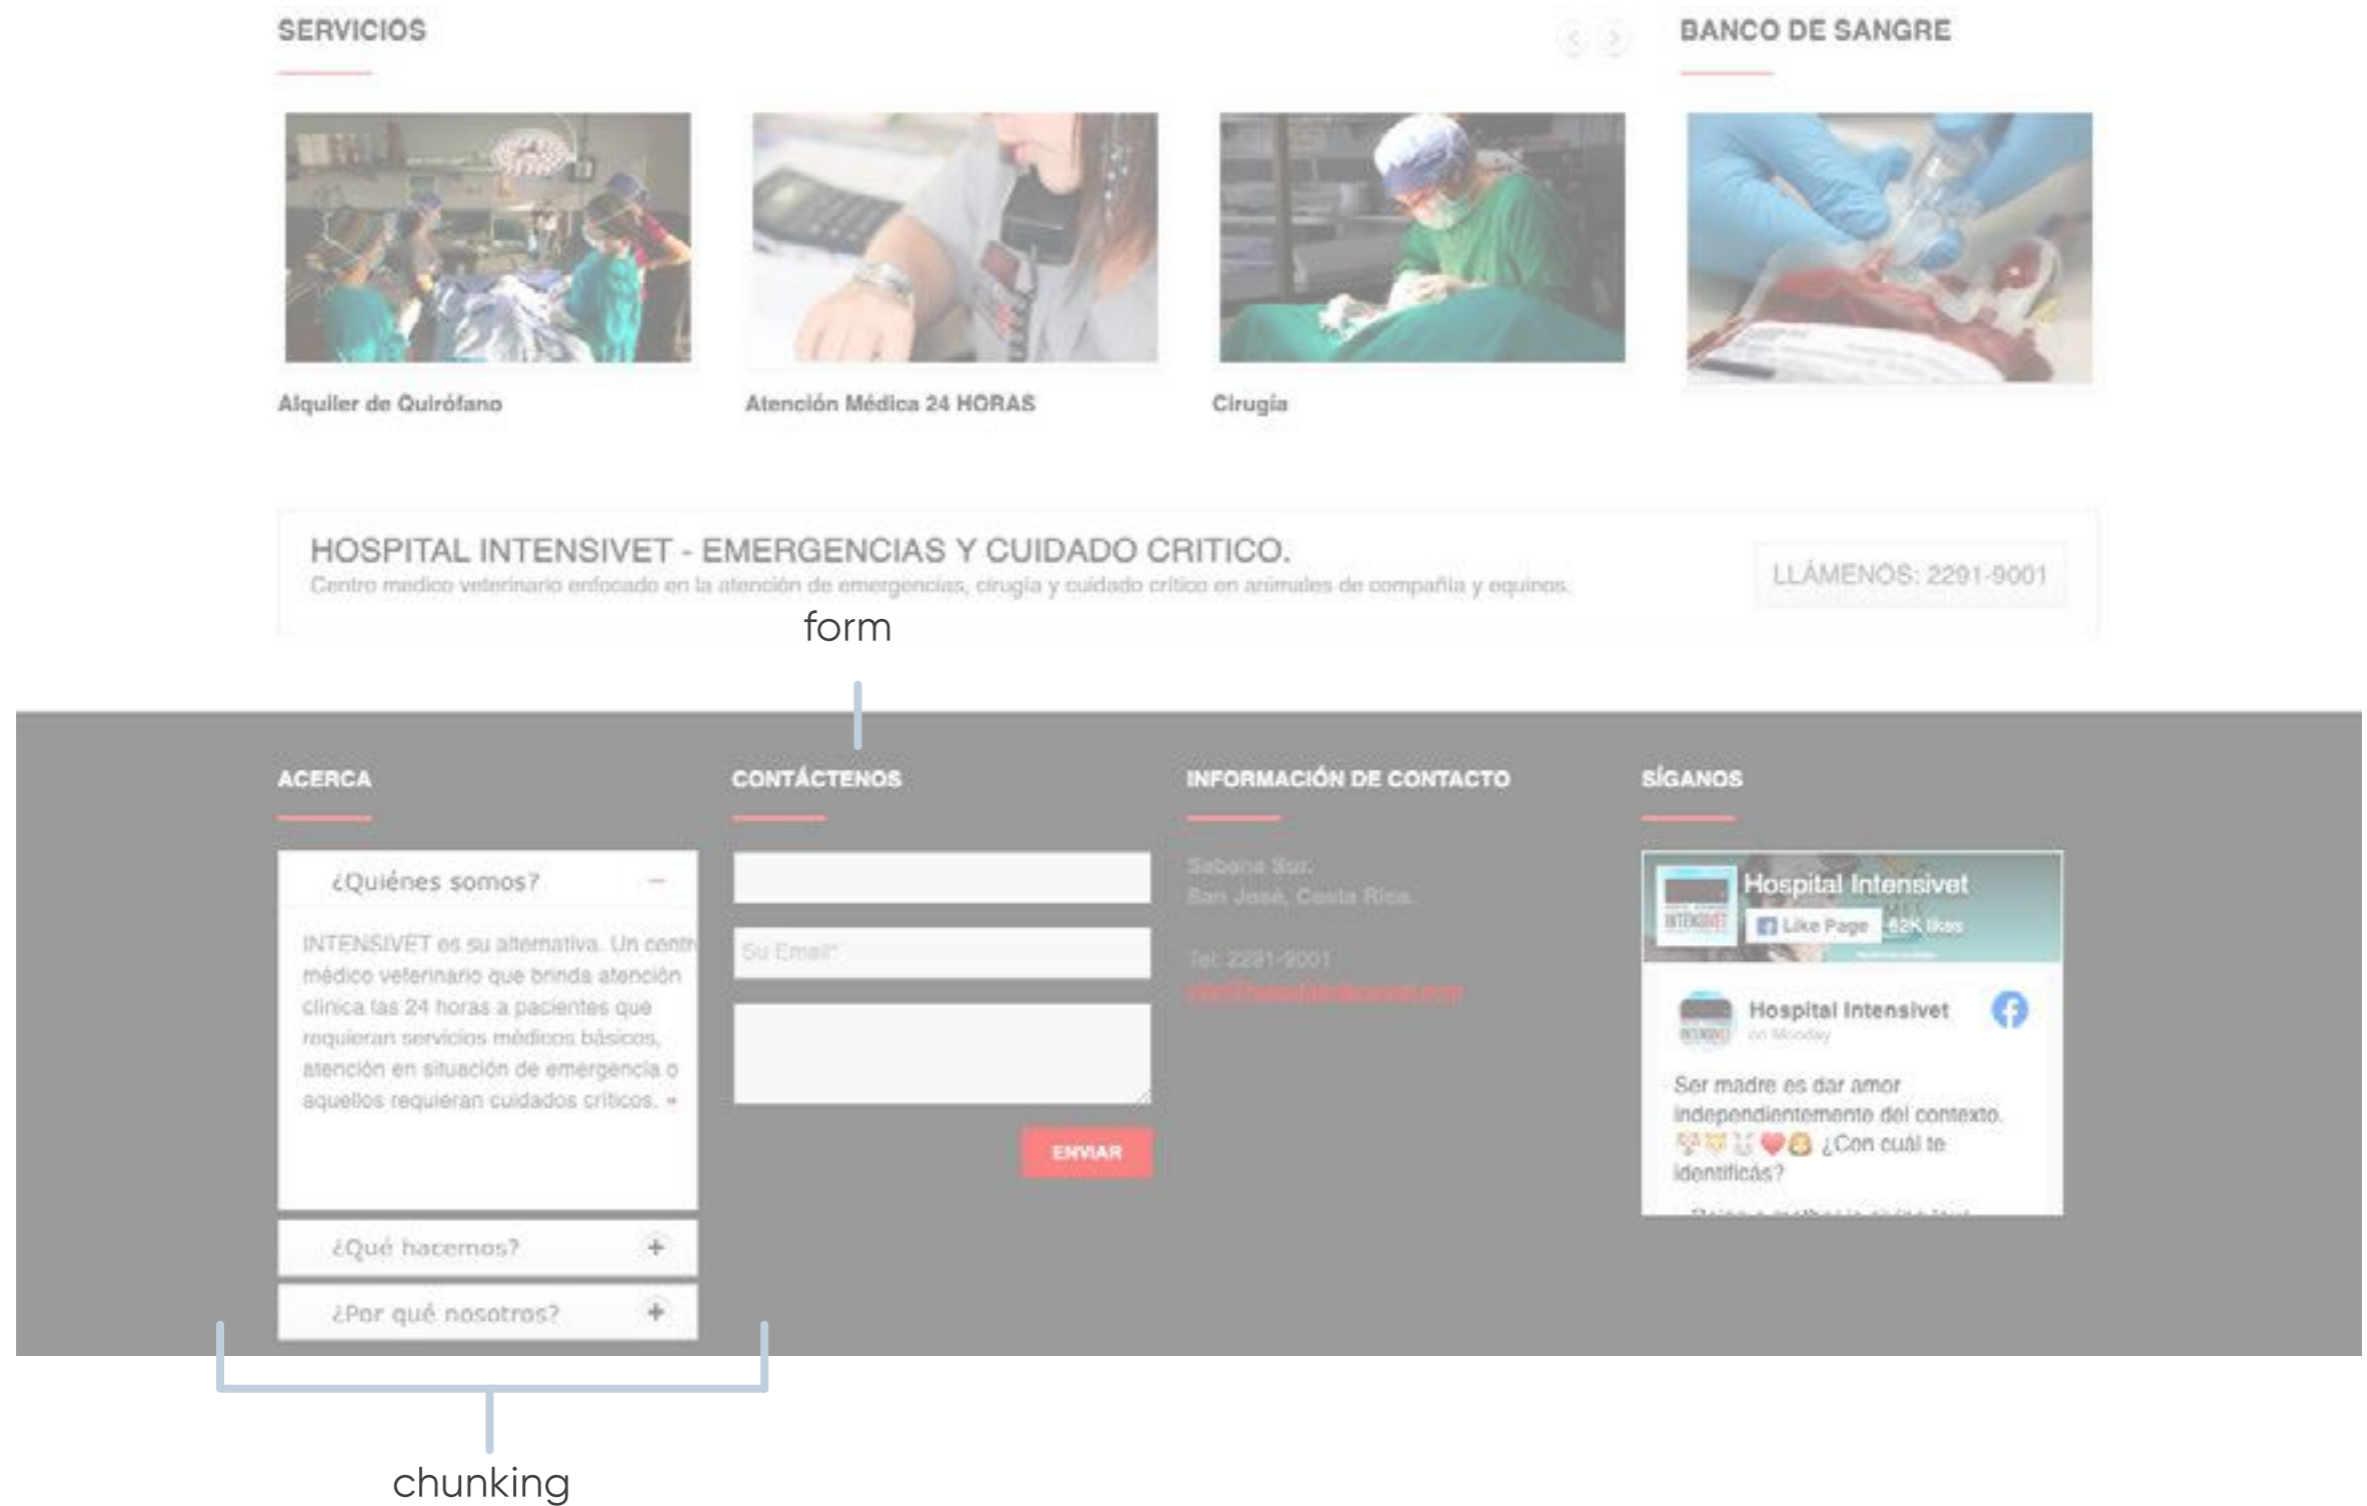 SERVICIOS
BANCO DE SANGRE
Alquiler de Quirófano
Atención Médica 24 HORAS
Cirugía
HOSPITAL INTENSIVET - EMERGENCIAS Y CUIDADO CRITICO.
Centro medico veterinario enfocado en la atención de emergencias, cirugía y cuidado crítico en animales de compañía y equinos.
LLÁMENOS: 2291-9001
form
ACERCA
¿Quiénes somos?
INTENSIVET es su alternativa. Un centr
médico veterinario que brinda atención
clínica las 24 horas a pacientes que
requieran servicios médicos básicos,
atención en situación de emergencia o
aquellos requieran cuidados críticos. »
¿Qué hacemos?
¿Por qué nosotros?
CONTÁCTENOS
Su Email*
ENVIAR
INFORMACIÓN DE CONTACTO
Sabana Sur.
San José, Costa Rica.
Tel: 2291-9001
SÍGANOS
Hospital Intensivet
INTENSIVET
Like Page
62K likes
Hospital Intensivet
on Monday
Ser madre es dar amor
independientemente del contexto.
🐶🐱🐰❤️👩 ¿Con cuál te
identificás?
chunking